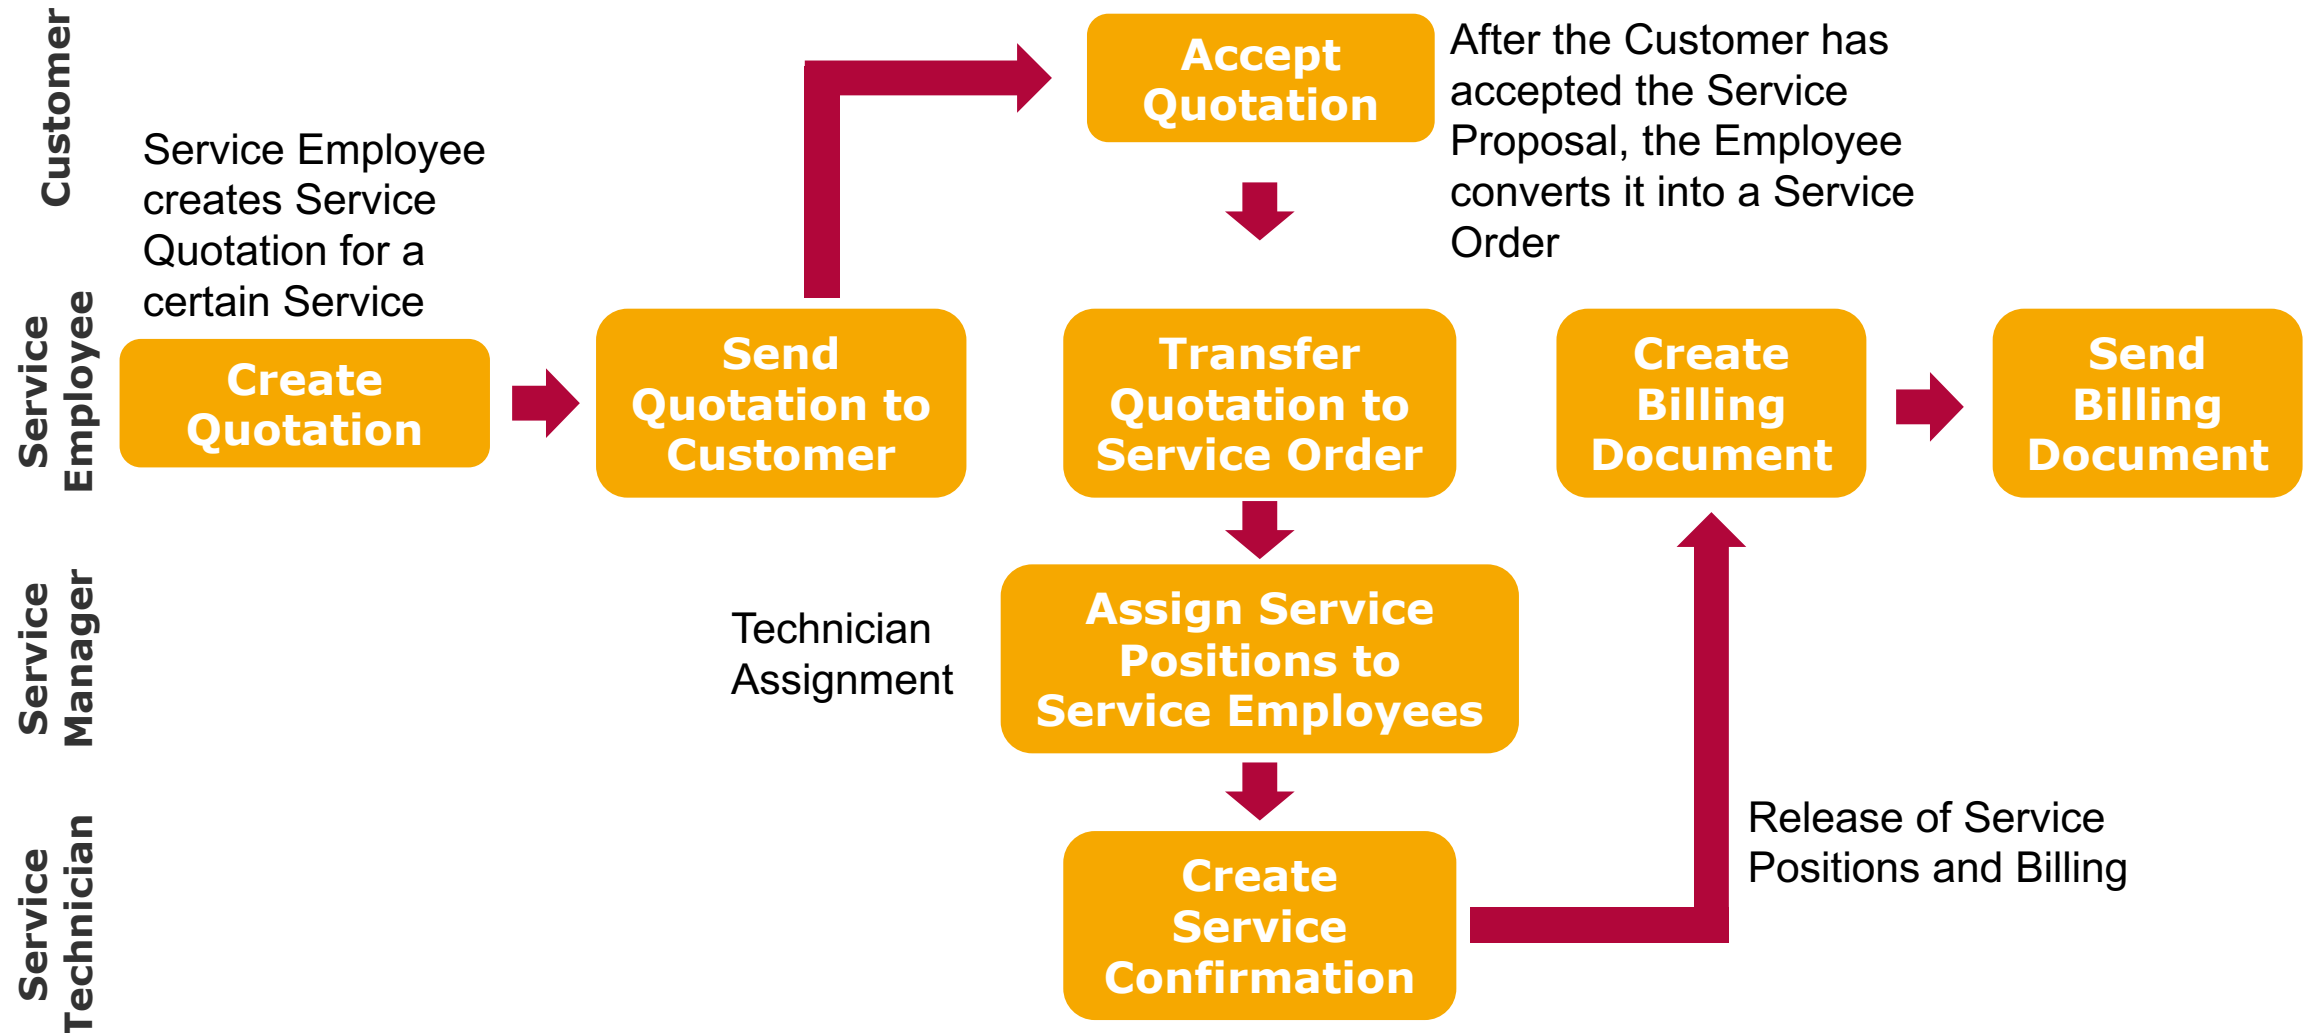 Customer
Accept
Quotation
After the Customer has
accepted the Service
Proposal, the Employee
converts it into a Service
Order
Service Employee
creates Service
Quotation for a
certain Service
Service
Employee
Create
Quotation
Send
Quotation to
Customer
Transfer
Quotation to
Service Order
Create
Billing
Document
Send
Billing
Document
Service
Manager
Technician
Assignment
Assign Service
Positions to
Service Employees
Service
Technician
Create
Service
Confirmation
Release of Service
Positions and Billing